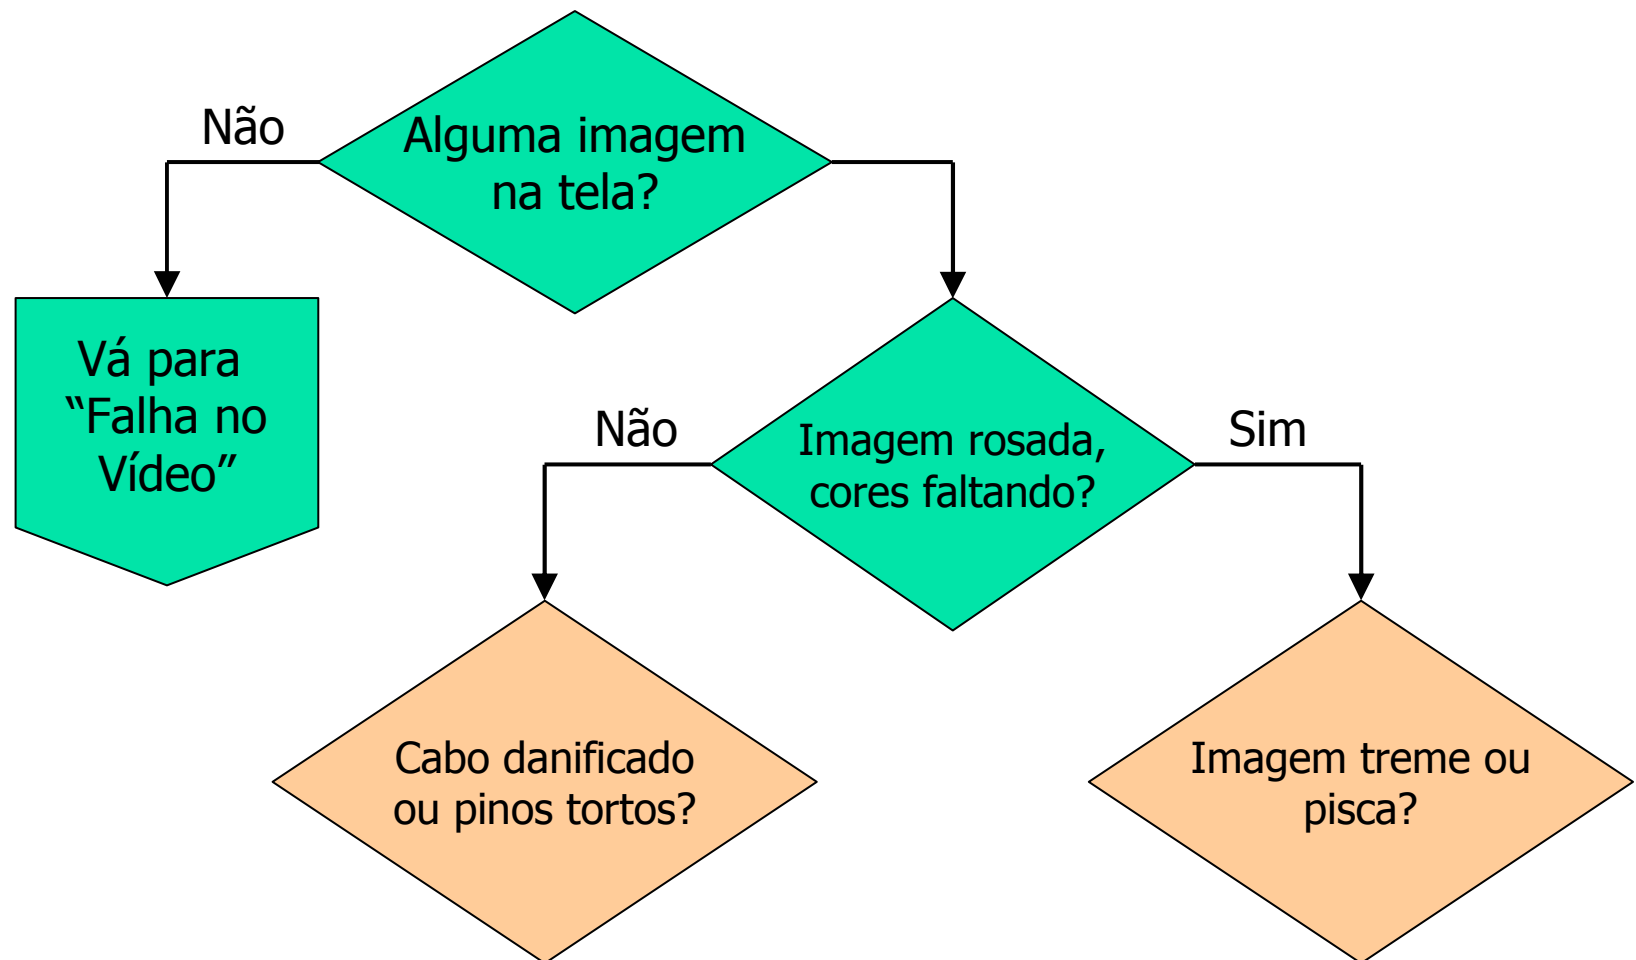 Não
Alguma imagem
na tela?
Vá para
“Falha no
Vídeo”
Não
Imagem rosada,
cores faltando?
Sim
Cabo danificado
ou pinos tortos?
Imagem treme ou
pisca?